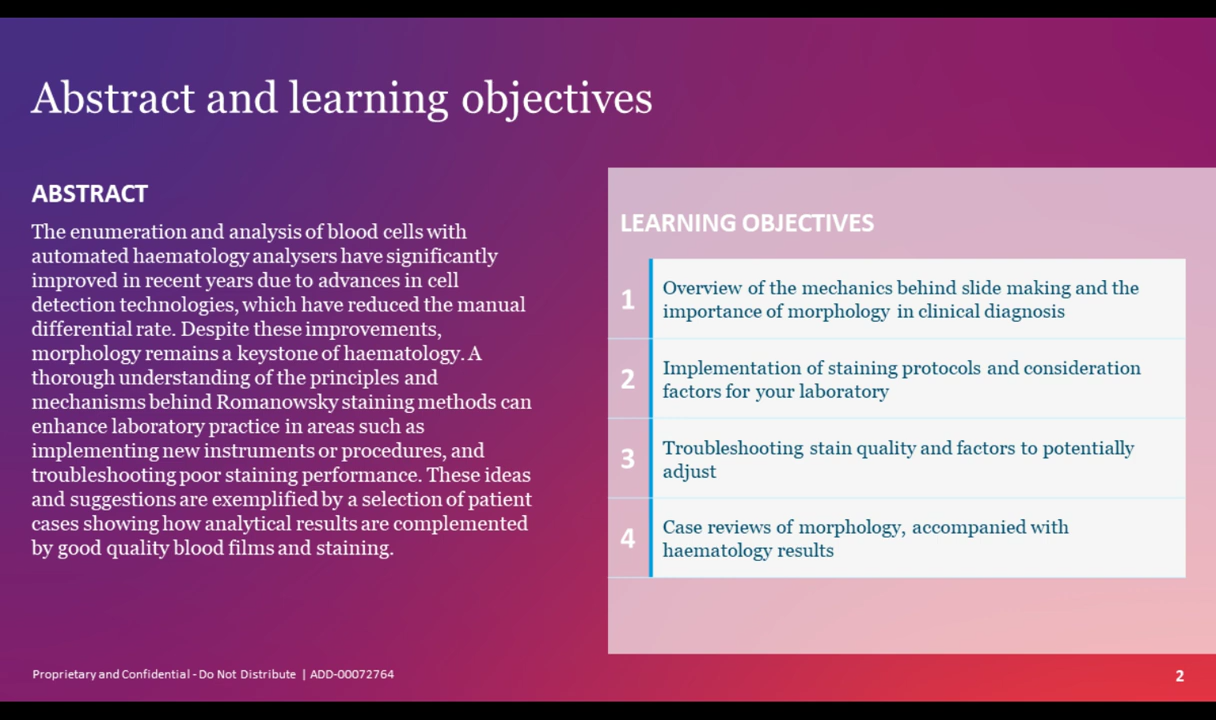 Abstract and learning objectives
ABSTRACT
The enumeration and analysis of blood cells with
automated haematology analysers have significantly
improved in recent years due to advances in cell
detection technologies, which have reduced the manual
differential rate. Despite these improvements,
morphology remains a keystone of haematology. A
thorough understanding of the principles and
mechanisms behind Romanowsky staining methods can
enhance laboratory practice in areas such as
implementing new instruments or procedures, and
troubleshooting poor staining performance. These ideas
and suggestions are exemplified by a selection of patient
cases showing how analytical results are complemented
by good quality blood films and staining.
LEARNING OBJECTIVES
1
Overview of the mechanics behind slide making and the
importance of morphology in clinical diagnosis
2
Implementation of staining protocols and consideration
factors for your laboratory
3
Troubleshooting stain quality and factors to potentially
adjust
4
Case reviews of morphology, accompanied with
haematology results
Proprietary and Confidential - Do Not Distribute | ADD-00072764
2